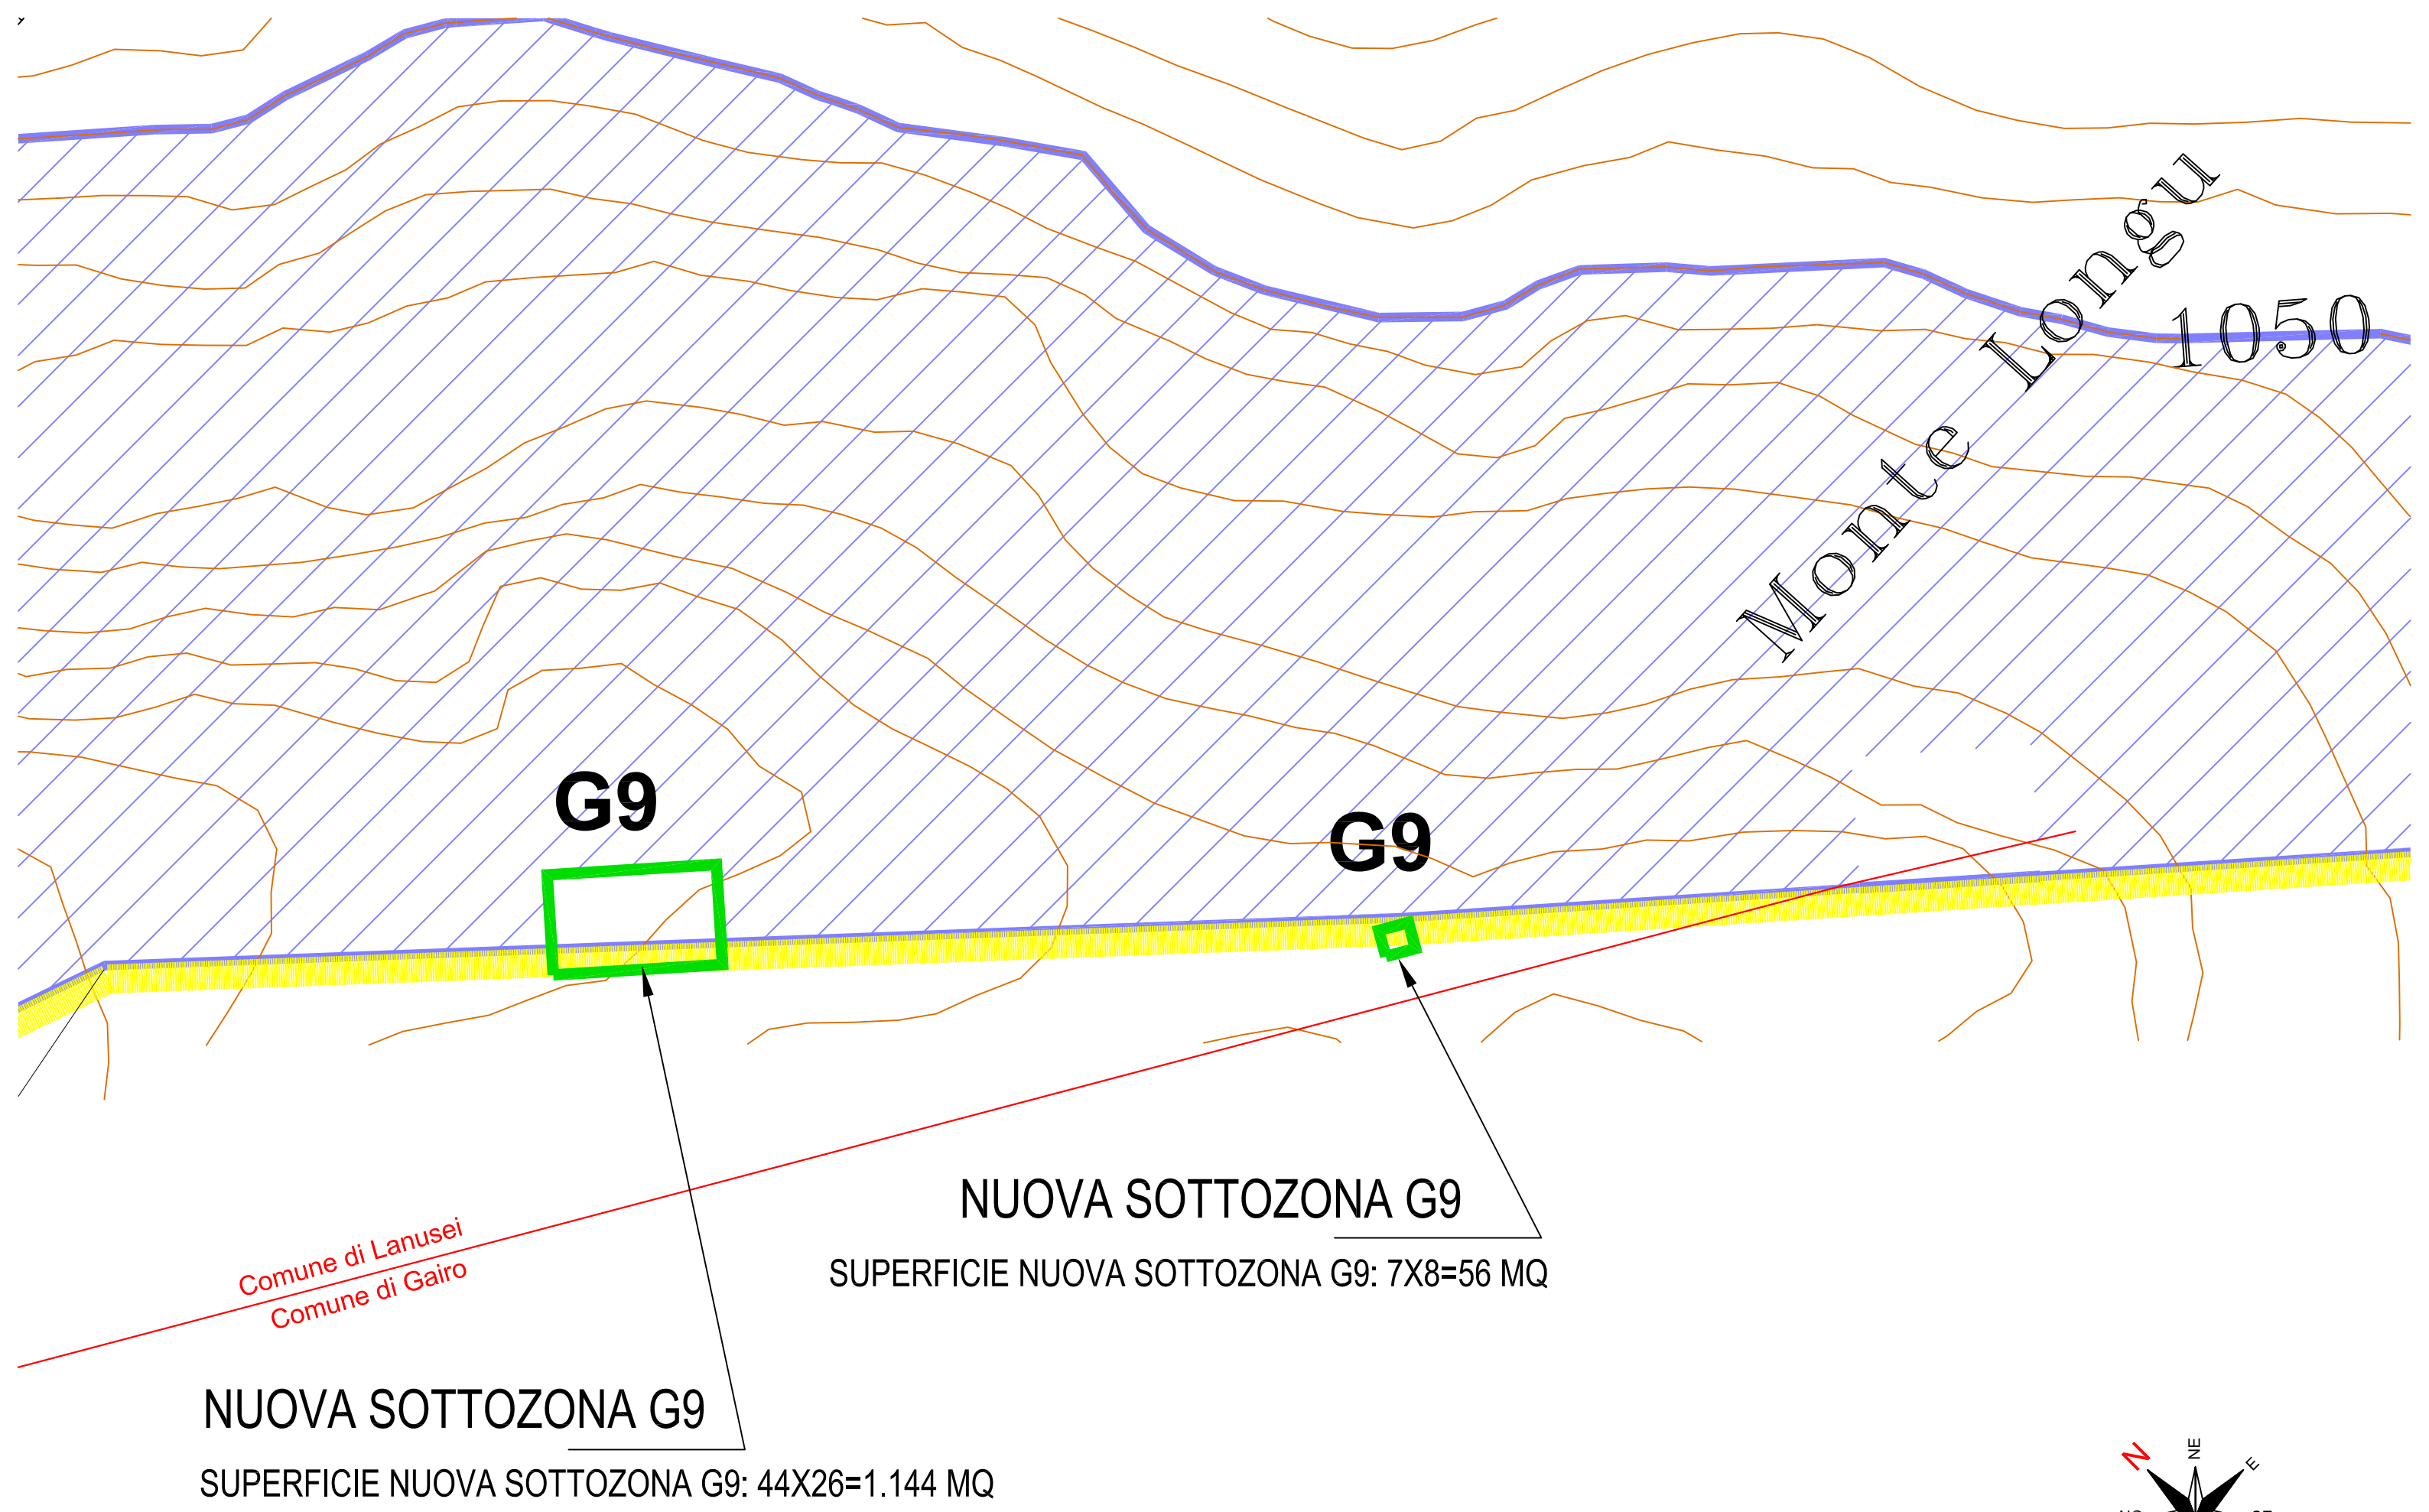 Monte Longu
1050
G9
G9
NUOVA SOTTOZONA G9
SUPERFICIE NUOVA SOTTOZONA G9: 7X8=56 MQ
Comune di Lanusei
Comune di Gairo
NUOVA SOTTOZONA G9
SUPERFICIE NUOVA SOTTOZONA G9: 44X26=1.144 MQ
N
NE
E